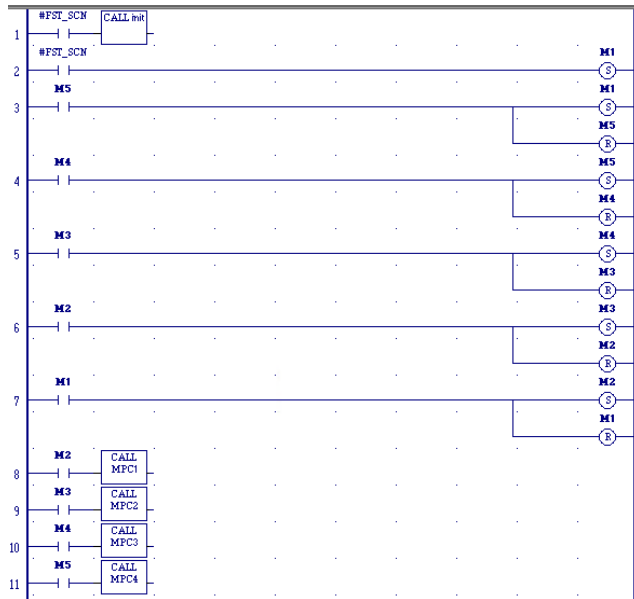 #FST_SCN CALL init
1
#FST_SCN M1
2 S
M5 M1
3 S
M5
R
M4 M5
4 S
M4
R
M3 M4
5 S
M3
R
M2 M3
6 S
M2
R
M1 M2
7 S
M1
R
M2 CALL
MPC1
8
M3 CALL
MPC2
9
M4 CALL
MPC3
10
M5 CALL
MPC4
11